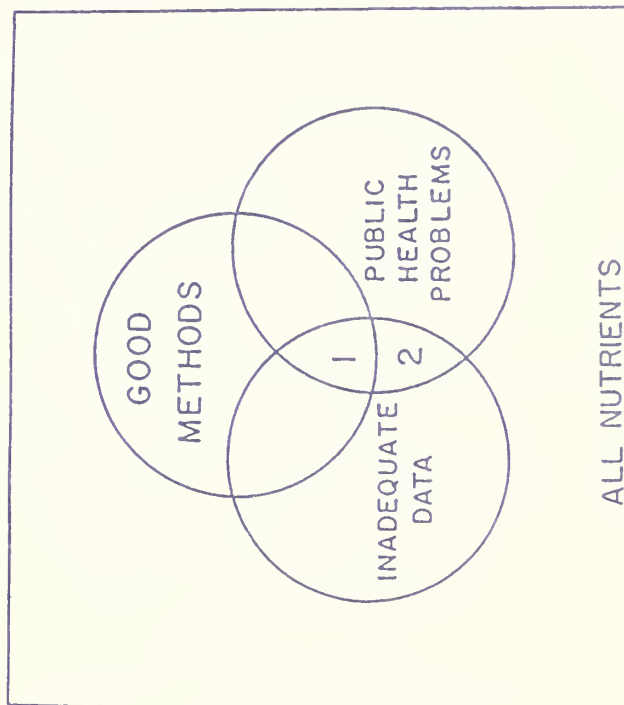 GOOD
METHODS
1
2
INADEQUATE
DATA
PUBLIC
HEALTH
PROBLEMS
ALL NUTRIENTS